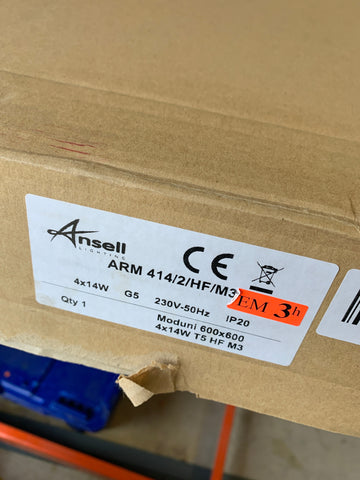 Ansell
LIGHTING
CE
ARM 414/2/HF/M3
EM 3h
4x14W G5 230V-50Hz IP20
Qty 1
Moduni 600x600
4x14W T5 HF M3